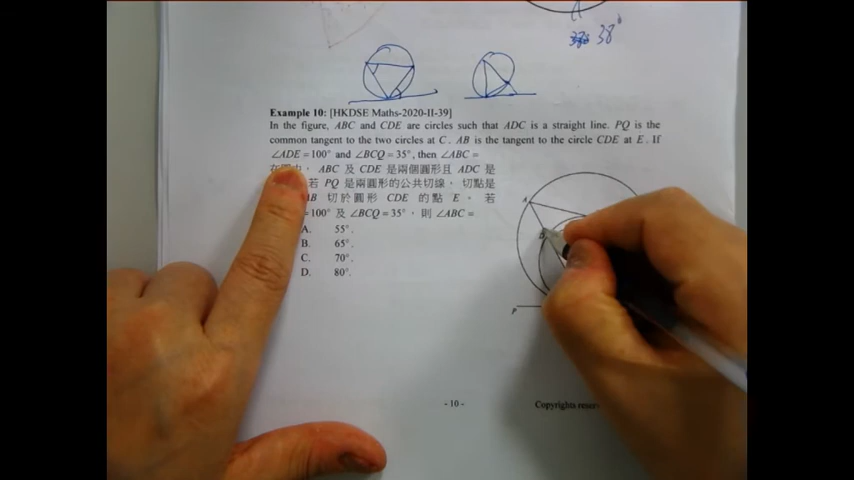 38°
Example 10: [HKDSE Maths-2020-II-39]
In the figure, ABC and CDE are circles such that ADC is a straight line. PQ is the
common tangent to the two circles at C. AB is the tangent to the circle CDE at E. If
∠ADE = 100° and ∠BCQ = 35°, then ∠ABC =
在 ， ABC 及 CDE 是兩個圓形且 ADC 是
若 PQ 是兩圓形的公共切線， 切點是
AB 切於圓形 CDE 的點 E 。 若
= 100° 及 ∠BCQ = 35° ， 則 ∠ABC =
A. 55° .
B. 65° .
C. 70° .
D. 80° .
A
P
- 10 -
Copyrights